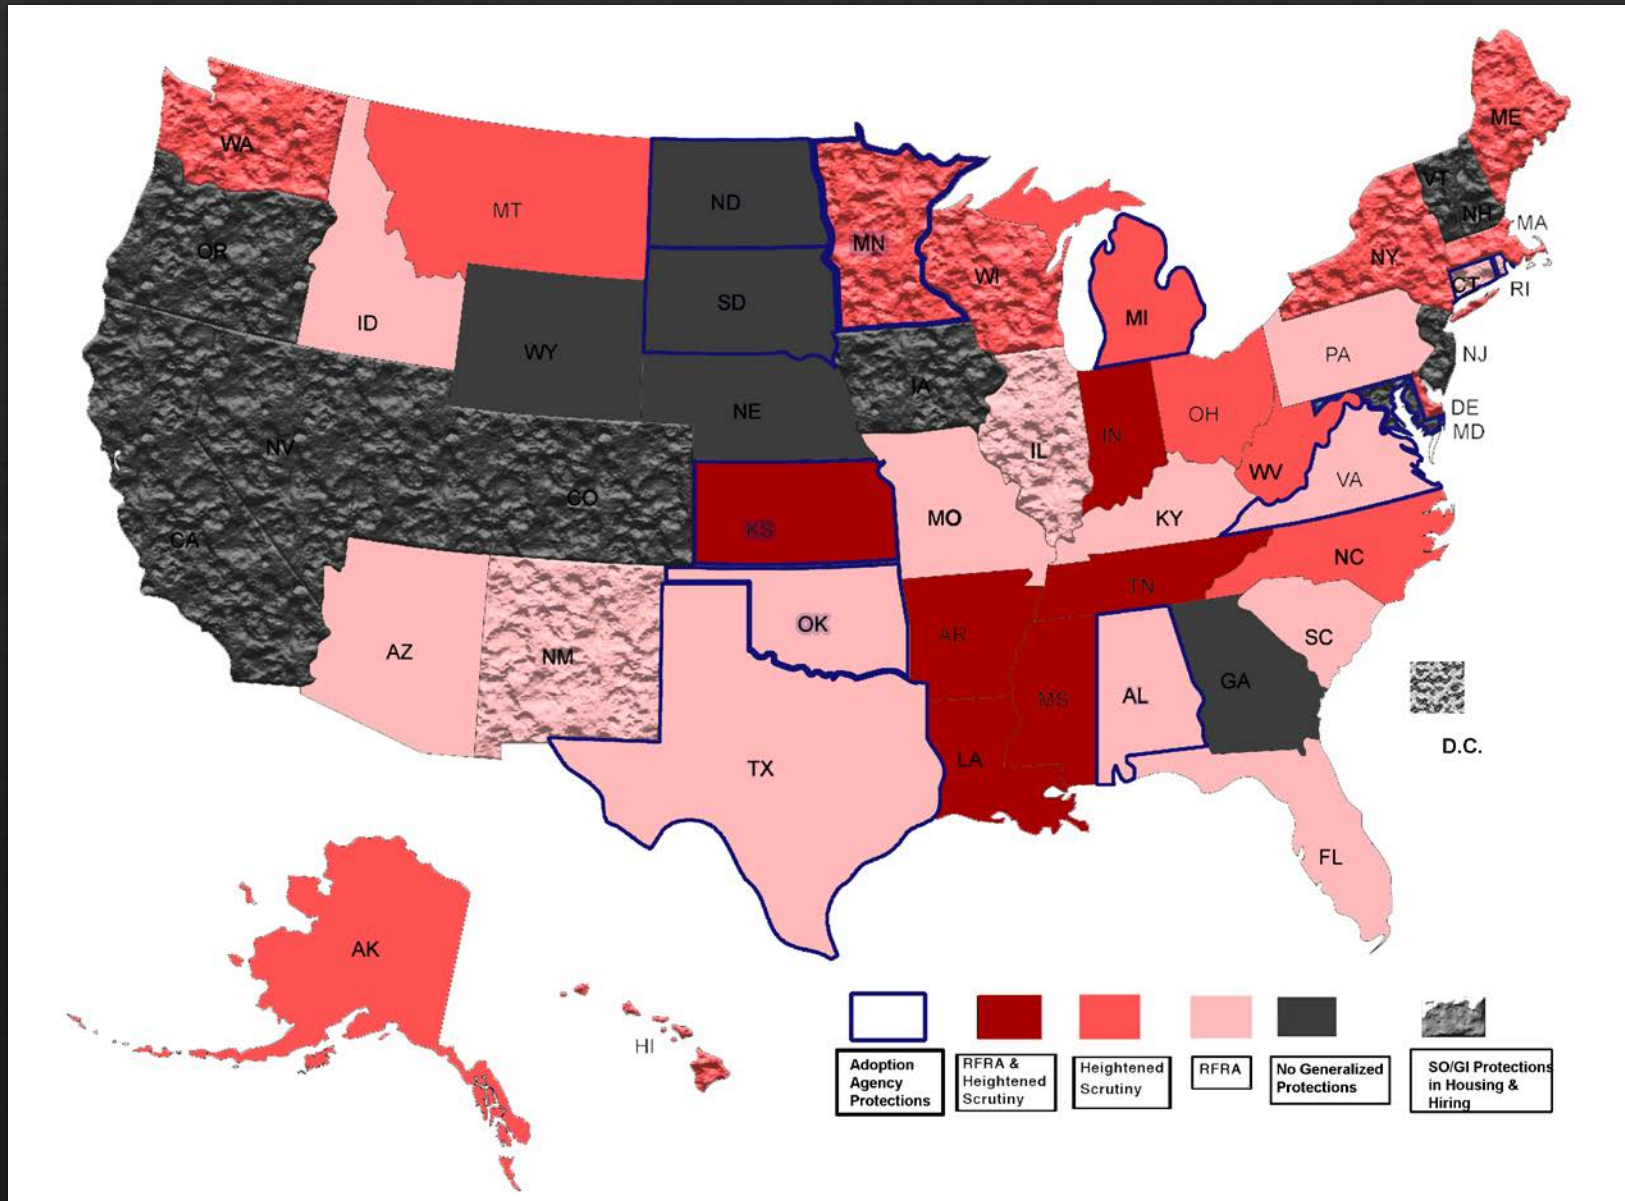 WA
ME
VT
MT
ND
NH
MA
MN
OR
NY
WI
CT
RI
SD
MI
ID
WY
PA
NJ
IA
NE
DE
OH
IN
MD
NV
IL
WV
VA
CO
KS
MO
KY
CA
NC
TN
OK
AR
SC
AZ
NM
GA
MS
AL
D.C.
LA
TX
FL
AK
HI
Adoption
Agency
Protections
RFRA &
Heightened
Scrutiny
Heightened
Scrutiny
RFRA
No Generalized
Protections
SO/GI Protections
in Housing &
Hiring